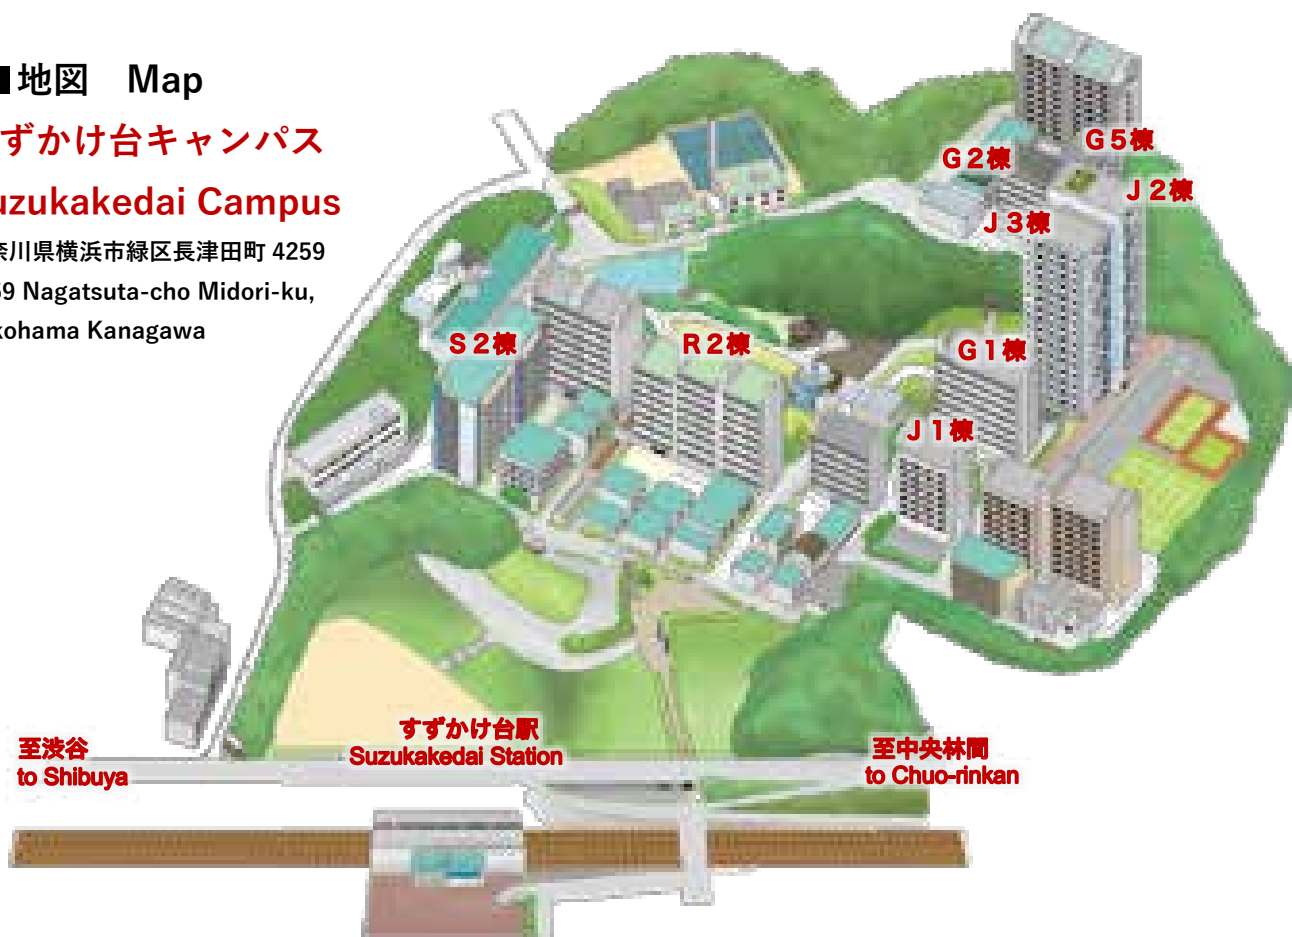 地図 Map
ずかけ台キャンパス
uzukakedai Campus
奈川県横浜市緑区長津田町 4259
59 Nagatsuta-cho Midori-ku,
kohama Kanagawa
G5棟
G2棟
J2棟
J3棟
S2棟
R2棟
G1棟
J1棟
すずかけ台駅
Suzukakedai Station
至渋谷
to Shibuya
至中央林間
to Chuo-rinkan